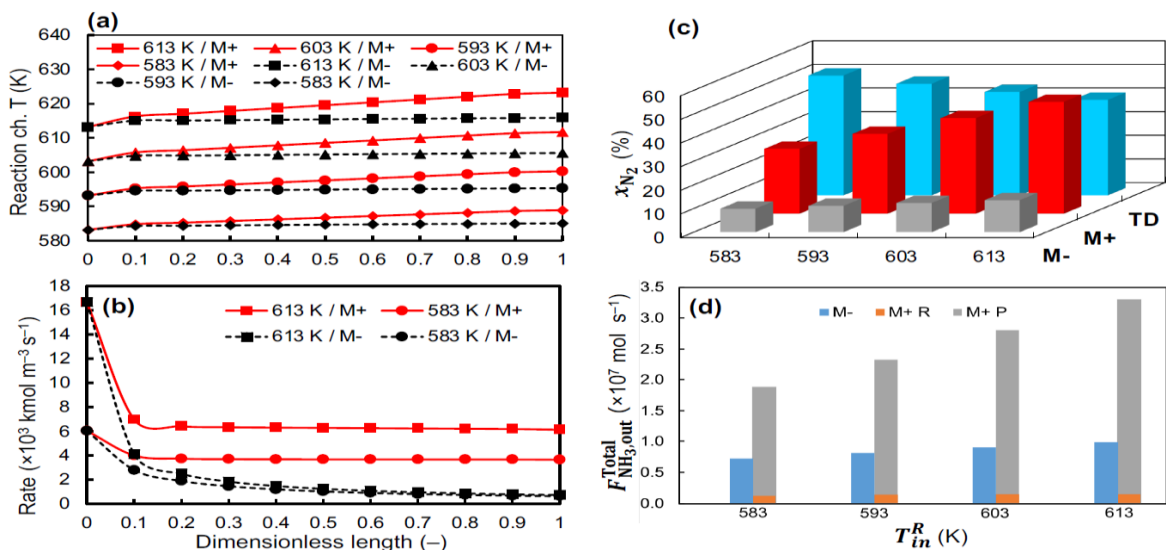 (a)
Reaction ch. T (K)
640
630
620
610
600
590
580
613 K / M+ 603 K / M+ 593 K / M+
583 K / M+ 613 K / M- 603 K / M-
593 K / M- 583 K / M-
0 0.1 0.2 0.3 0.4 0.5 0.6 0.7 0.8 0.9 1
(b)
Rate (×10³ kmol m⁻³ s⁻¹)
18
16
14
12
10
8
6
4
2
0
613 K / M+ 583 K / M+
613 K / M- 583 K / M-
0 0.1 0.2 0.3 0.4 0.5 0.6 0.7 0.8 0.9 1
Dimensionless length (–)
(c)
x_N₂ (%)
60
50
40
30
20
10
0
583 593 603 613
M-
M+
TD
(d)
F^Total_NH₃,out (×10⁷ mol s⁻¹)
3.5
3.0
2.5
2.0
1.5
1.0
0.5
0.0
M- M+ R M+ P
583 593 603 613
T^R_in (K)